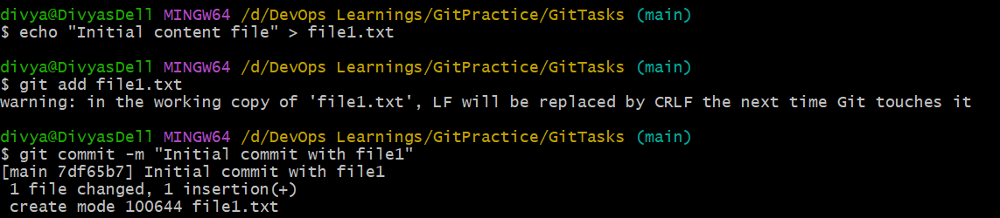 divya@DivyasDell MINGW64 /d/DevOps Learnings/GitPractice/GitTasks (main)
$ echo "Initial content file" > file1.txt
divya@DivyasDell MINGW64 /d/DevOps Learnings/GitPractice/GitTasks (main)
$ git add file1.txt
warning: in the working copy of 'file1.txt', LF will be replaced by CRLF the next time Git touches it
divya@DivyasDell MINGW64 /d/DevOps Learnings/GitPractice/GitTasks (main)
$ git commit -m "Initial commit with file1"
[main 7df65b7] Initial commit with file1
 1 file changed, 1 insertion(+)
 create mode 100644 file1.txt